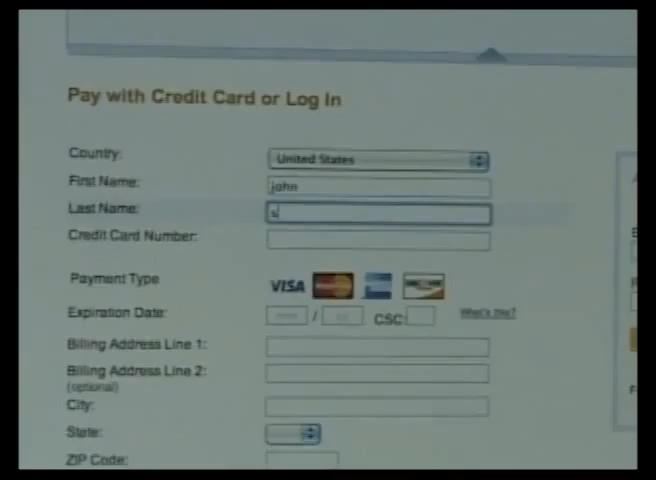 Pay with Credit Card or Log In
Country: United States
First Name: john
Last Name: s
Credit Card Number:
Payment Type VISA
Expiration Date: / CSC: What's this?
Billing Address Line 1:
Billing Address Line 2:
(optional)
City:
State:
ZIP Code: